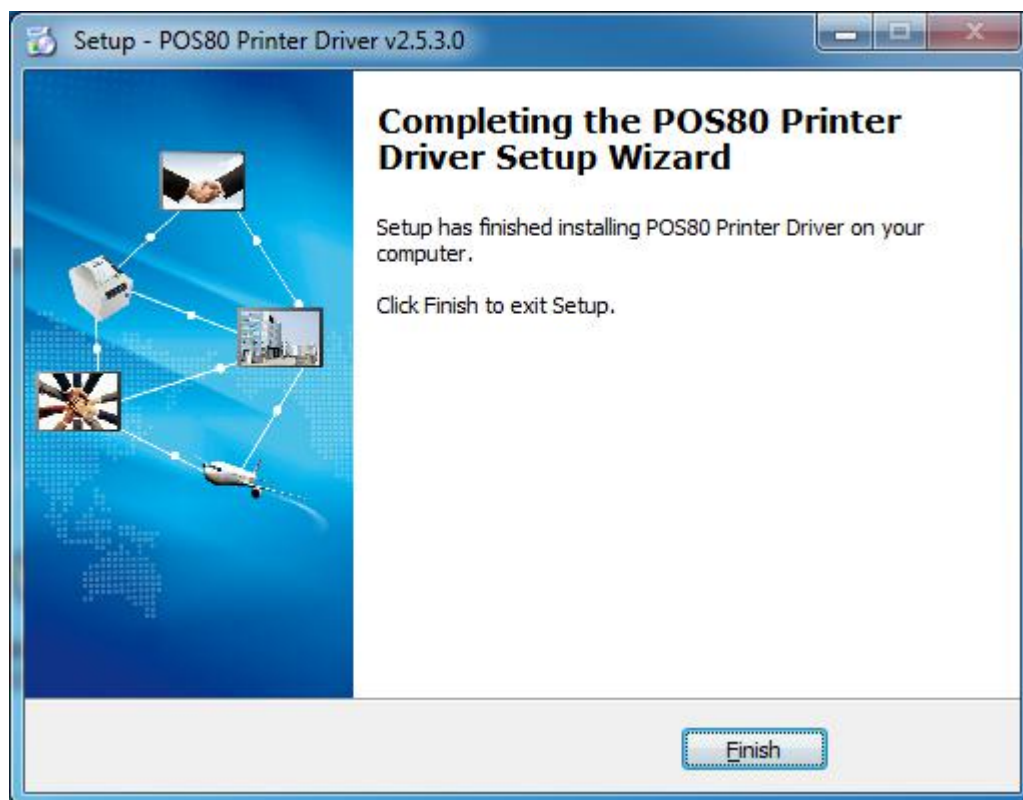 Setup - POS80 Printer Driver v2.5.3.0
Completing the POS80 Printer
Driver Setup Wizard
Setup has finished installing POS80 Printer Driver on your
computer.
Click Finish to exit Setup.
Finish